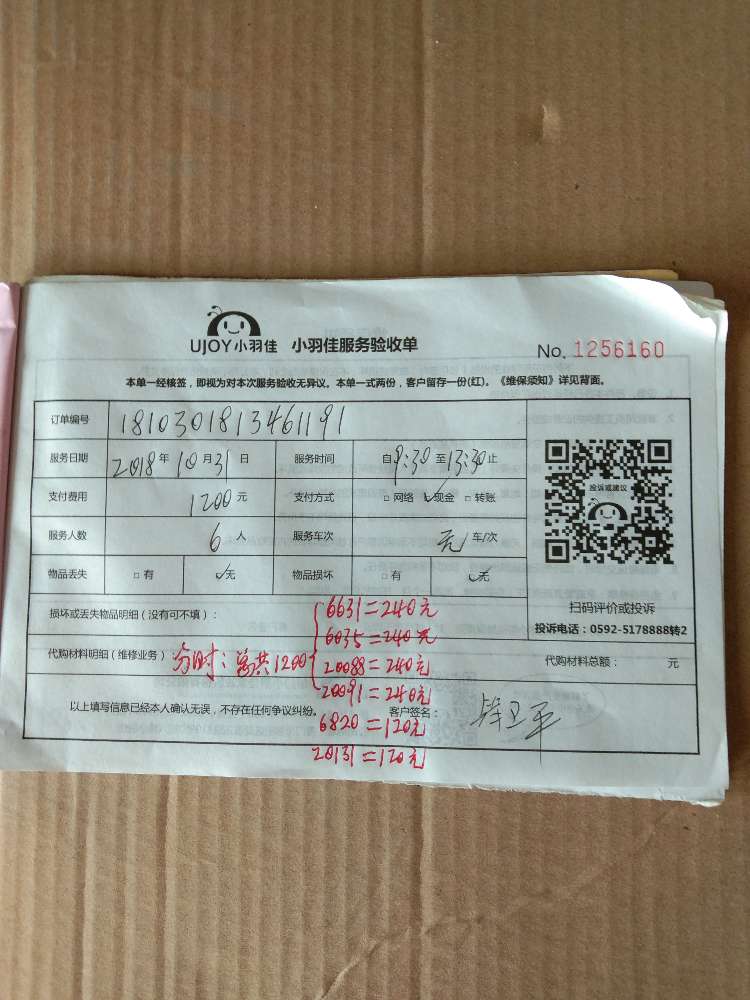 UJOY小羽佳 小羽佳服务验收单
No. 1256160
本单一经核签，即视为对本次服务验收无异议。本单一式两份，客户留存一份(红)。《维保须知》详见背面。
订单编号 1810301813461191
服务日期 2018年10月31日 服务时间 自9:30至13:30止
支付费用 1200元 支付方式 □网络 ✓现金 □转账
服务人数 6人 服务车次 无 车/次
物品丢失 □有 ✓无 物品损坏 □有 ✓无
投诉或建议
扫码评价或投诉
投诉电话：0592-5178888转2
损坏或丢失物品明细（没有可不填）： 6631=240元
6035=240元
代购材料明细（维修业务） 分时：总共1200 20088=240元
代购材料总额： 元
20091=240元
以上填写信息已经本人确认无误，不存在任何争议纠纷。 客户签名：
6820=120元
20131=120元